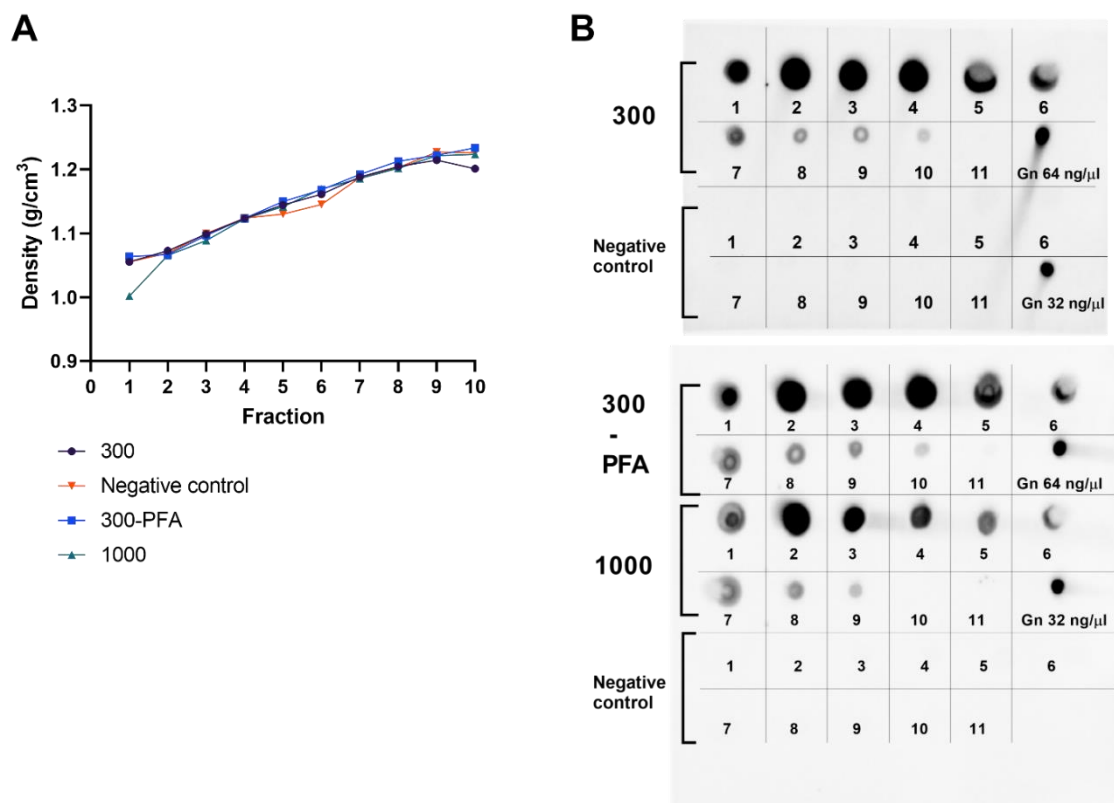 A
Density (g/cm³)
1.3
1.2
1.1
1.0
0.9
0 1 2 3 4 5 6 7 8 9 10
Fraction
300
Negative control
300-PFA
1000
B
300
1 2 3 4 5 6
7 8 9 10 11 Gn 64 ng/µl
Negative
control
1 2 3 4 5 6
7 8 9 10 11 Gn 32 ng/µl
300
-
PFA
1 2 3 4 5 6
7 8 9 10 11 Gn 64 ng/µl
1000
1 2 3 4 5 6
7 8 9 10 11 Gn 32 ng/µl
Negative
control
1 2 3 4 5 6
7 8 9 10 11